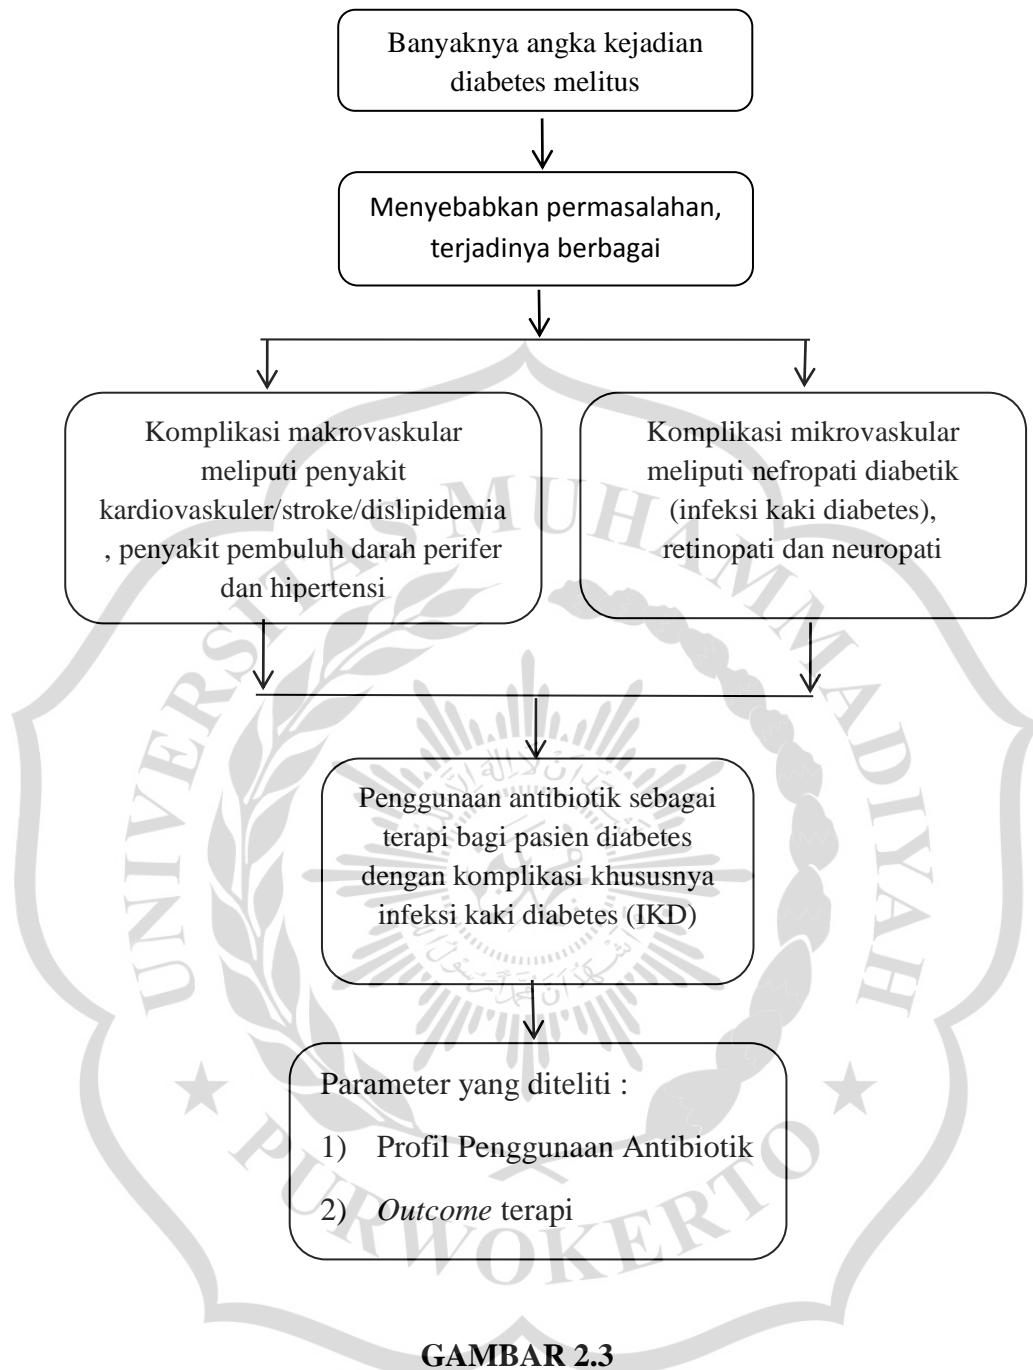 Banyaknya angka kejadian
diabetes melitus
Menyebabkan permasalahan,
terjadinya berbagai
Komplikasi makrovaskular
meliputi penyakit
kardiovaskuler/stroke/dislipidemia
, penyakit pembuluh darah perifer
dan hipertensi
Komplikasi mikrovaskular
meliputi nefropati diabetik
(infeksi kaki diabetes),
retinopati dan neuropati
Penggunaan antibiotik sebagai
terapi bagi pasien diabetes
dengan komplikasi khususnya
infeksi kaki diabetes (IKD)
Parameter yang diteliti :
1) Profil Penggunaan Antibiotik
2) Outcome terapi
UNIVERSITAS MUHAMMADIYAH
PURWOKERTO
GAMBAR 2.3